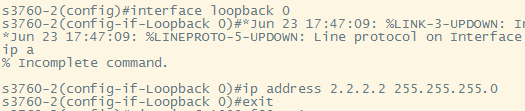 s3760-2(config)#interface loopback 0
s3760-2(config-if-Loopback 0)#*Jun 23 17:47:09: %LINK-3-UPDOWN: In
*Jun 23 17:47:09: %LINEPROTO-5-UPDOWN: Line protocol on Interface
ip a
% Incomplete command.
s3760-2(config-if-Loopback 0)#ip address 2.2.2.2 255.255.255.0
s3760-2(config-if-Loopback 0)#exit